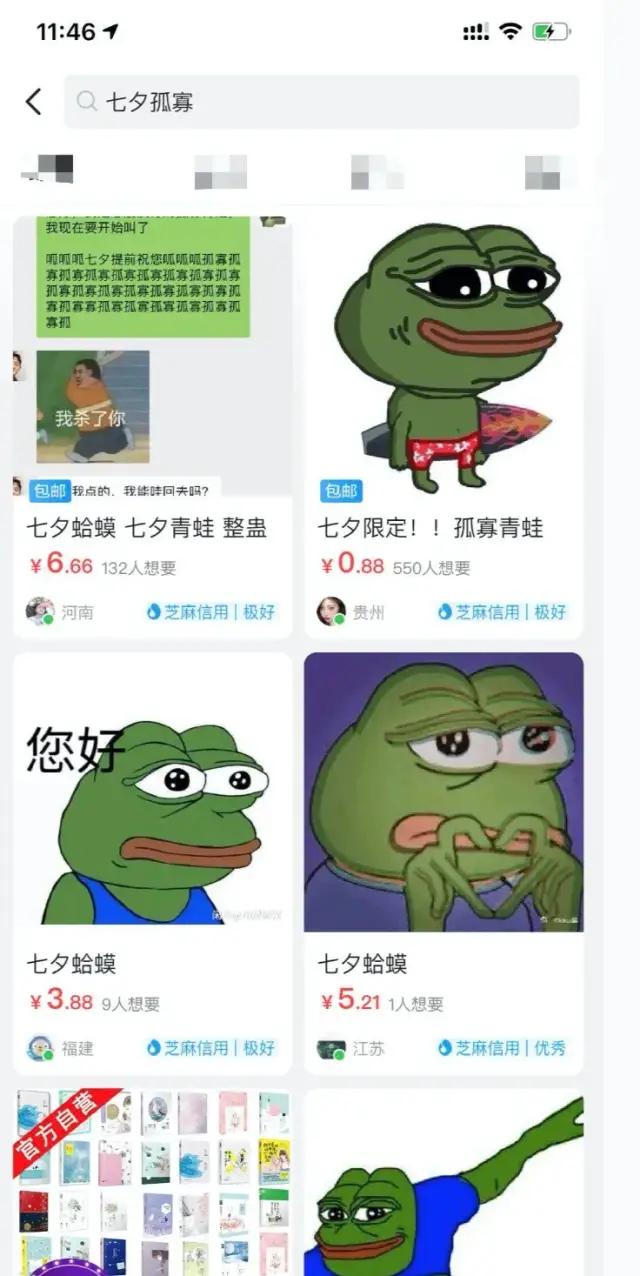 11:46
七夕孤寡
我现在要开始叫了
呱呱呱七夕提前祝您呱呱呱孤寡孤
寡孤寡孤寡孤寡孤寡孤寡孤寡孤寡
孤寡孤寡孤寡孤寡孤寡孤寡孤寡孤
寡孤寡孤寡孤寡孤寡孤寡孤寡孤寡
寡孤
我杀了你
包邮
我点的，我能哇回去吗？
七夕蛤蟆 七夕青蛙 整蛊
¥6.66 132人想要
河南 芝麻信用|极好
包邮
七夕限定！！孤寡青蛙
¥0.88 550人想要
贵州 芝麻信用|极好
您好
七夕蛤蟆
¥3.88 9人想要
福建 芝麻信用|极好
七夕蛤蟆
¥5.21 1人想要
江苏 芝麻信用|优秀
官方自营